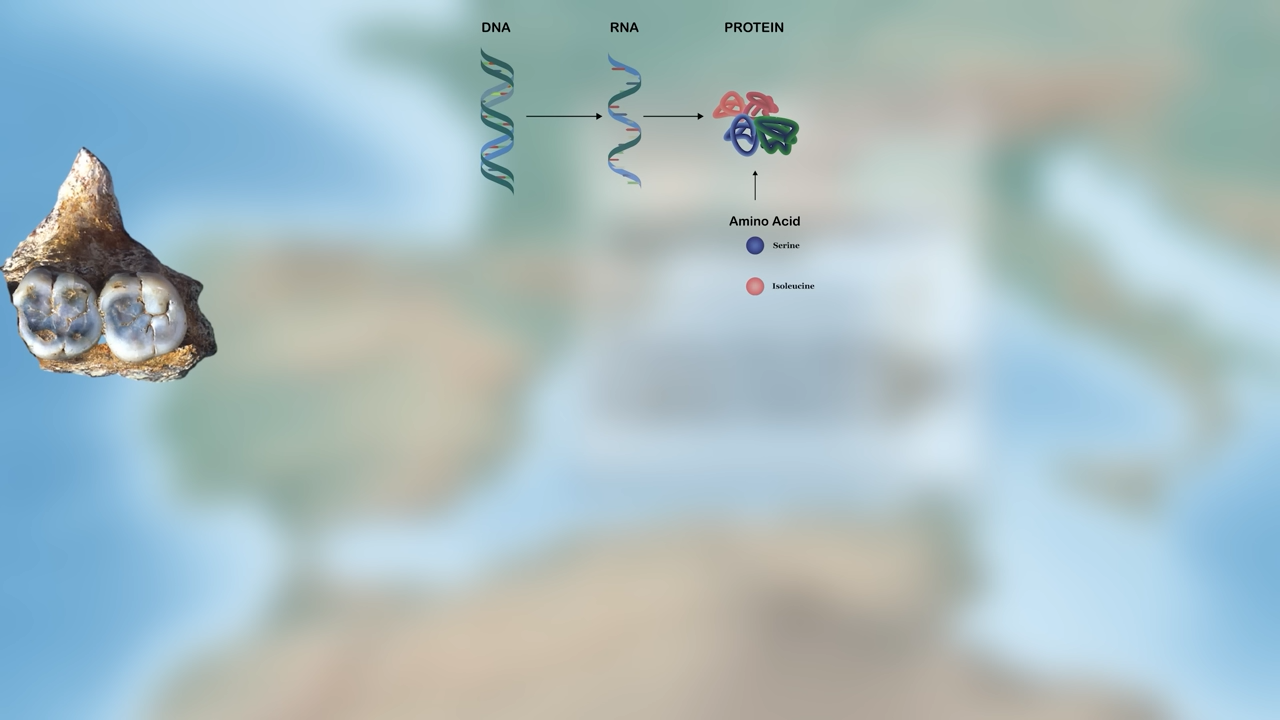 DNA
RNA
PROTEIN
Amino Acid
Serine
Isoleucine